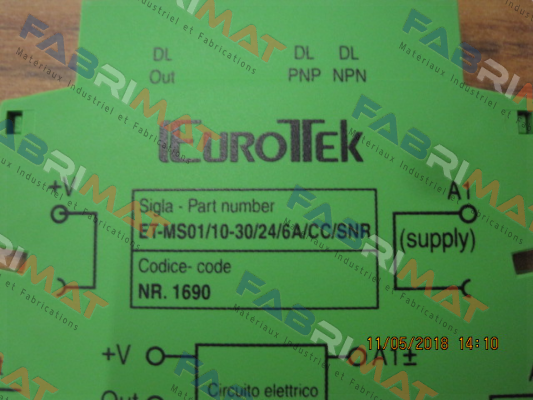 DL DL DL
Out PNP NPN
EUROTEK
+V A1
Sigla - Part number
ET-MS01/10-30/24/6A/CC/SNR
(supply)
Codice- code
NR. 1690
11/05/2018 14:10
+V A1±
Out
Circuito elettrico
FABRIMAT
Materiaux Industriel et Fabrications